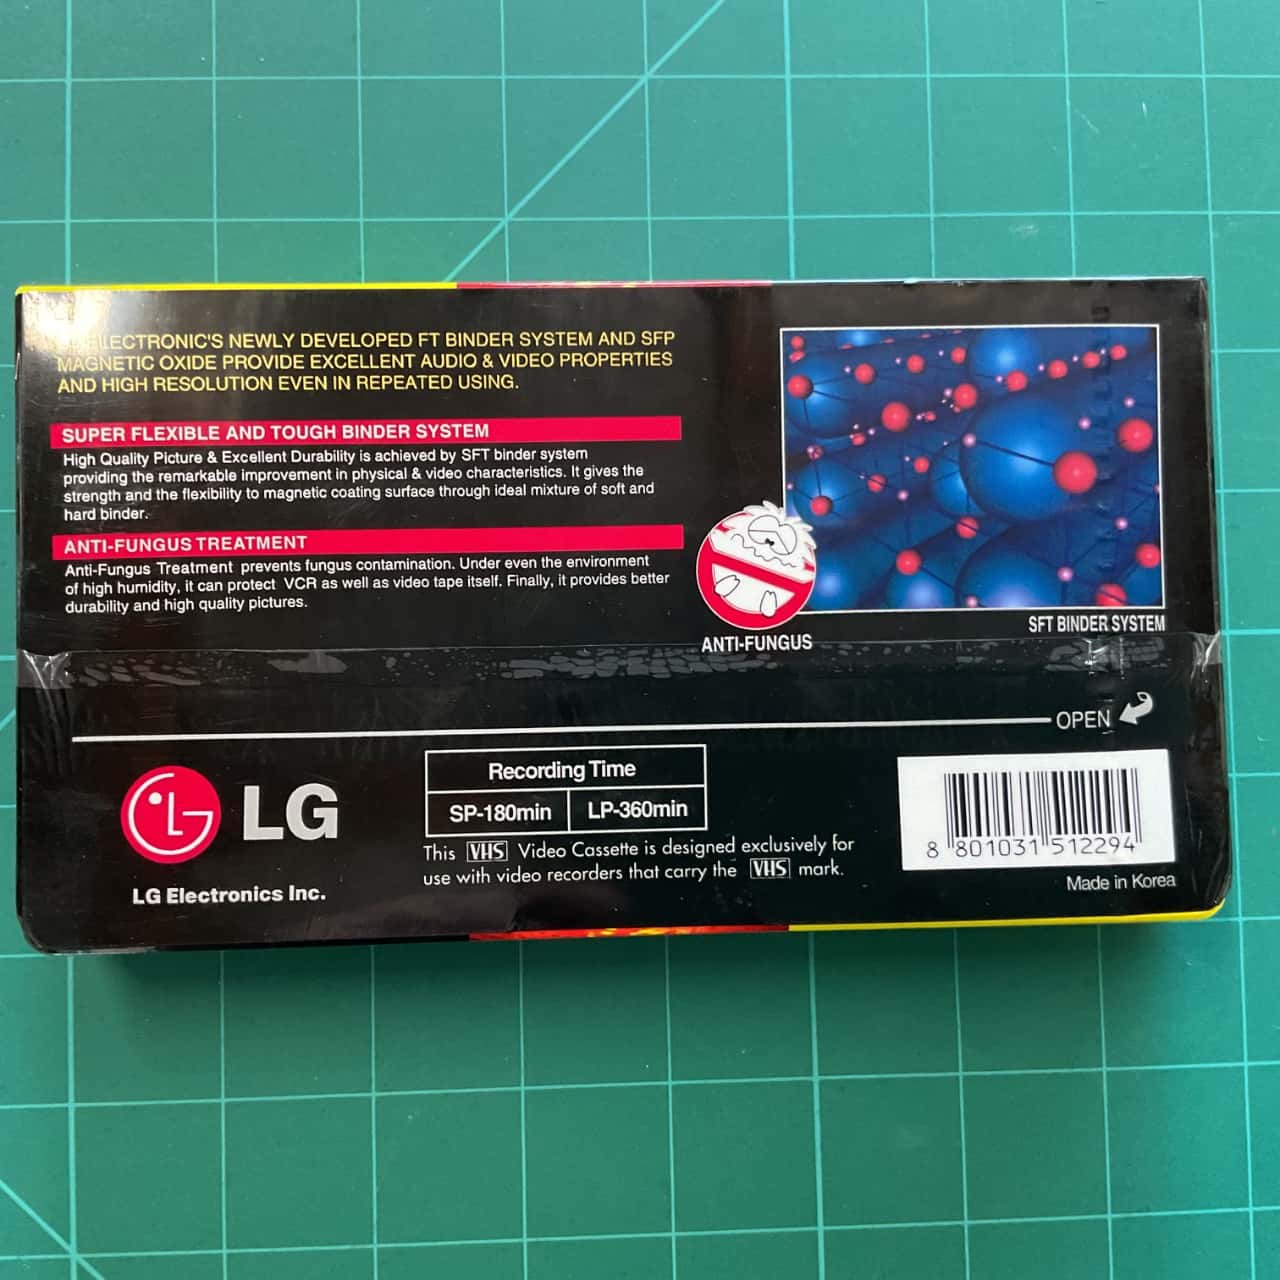 ELECTRONIC'S NEWLY DEVELOPED FT BINDER SYSTEM AND SFP
MAGNETIC OXIDE PROVIDE EXCELLENT AUDIO & VIDEO PROPERTIES
AND HIGH RESOLUTION EVEN IN REPEATED USING.
SUPER FLEXIBLE AND TOUGH BINDER SYSTEM
High Quality Picture & Excellent Durability is achieved by SFT binder system
providing the remarkable improvement in physical & video characteristics. It gives the
strength and the flexibility to magnetic coating surface through ideal mixture of soft and
hard binder.
ANTI-FUNGUS TREATMENT
Anti-Fungus Treatment prevents fungus contamination. Under even the environment
of high humidity, it can protect VCR as well as video tape itself. Finally, it provides better
durability and high quality pictures.
ANTI-FUNGUS
SFT BINDER SYSTEM
OPEN
LG
LG Electronics Inc.
Recording Time
SP-180min LP-360min
This VHS Video Cassette is designed exclusively for
use with video recorders that carry the VHS mark.
8 801031 512294
Made in Korea